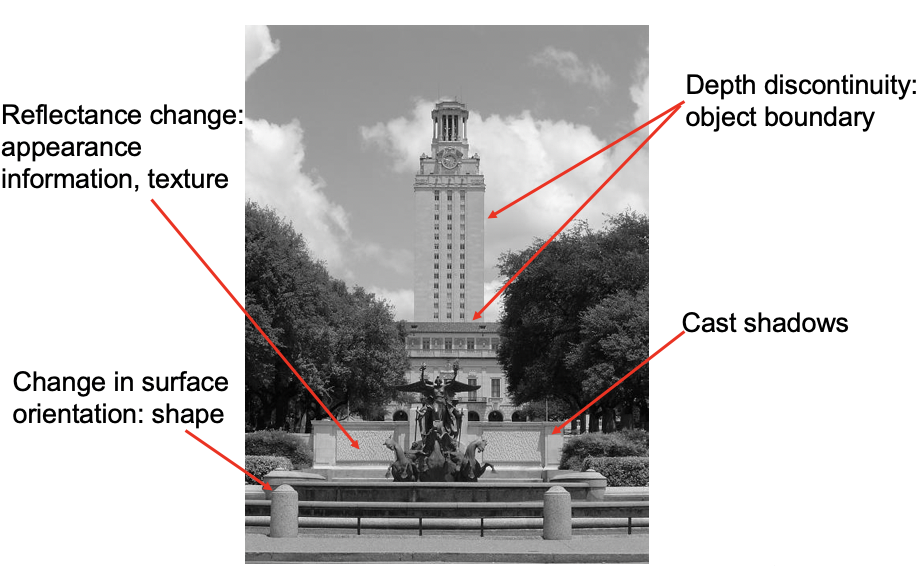 Reflectance change:
appearance
information, texture
Depth discontinuity:
object boundary
Cast shadows
Change in surface
orientation: shape